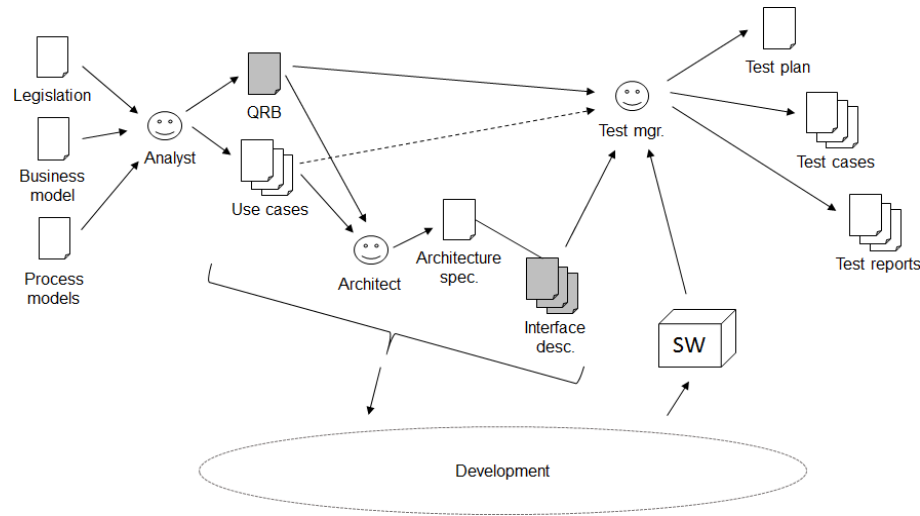 Legislation
Business
model
Process
models
Analyst
QRB
Use cases
Architect
Architecture
spec.
Interface
desc.
Test mgr.
Test plan
Test cases
Test reports
SW
Development